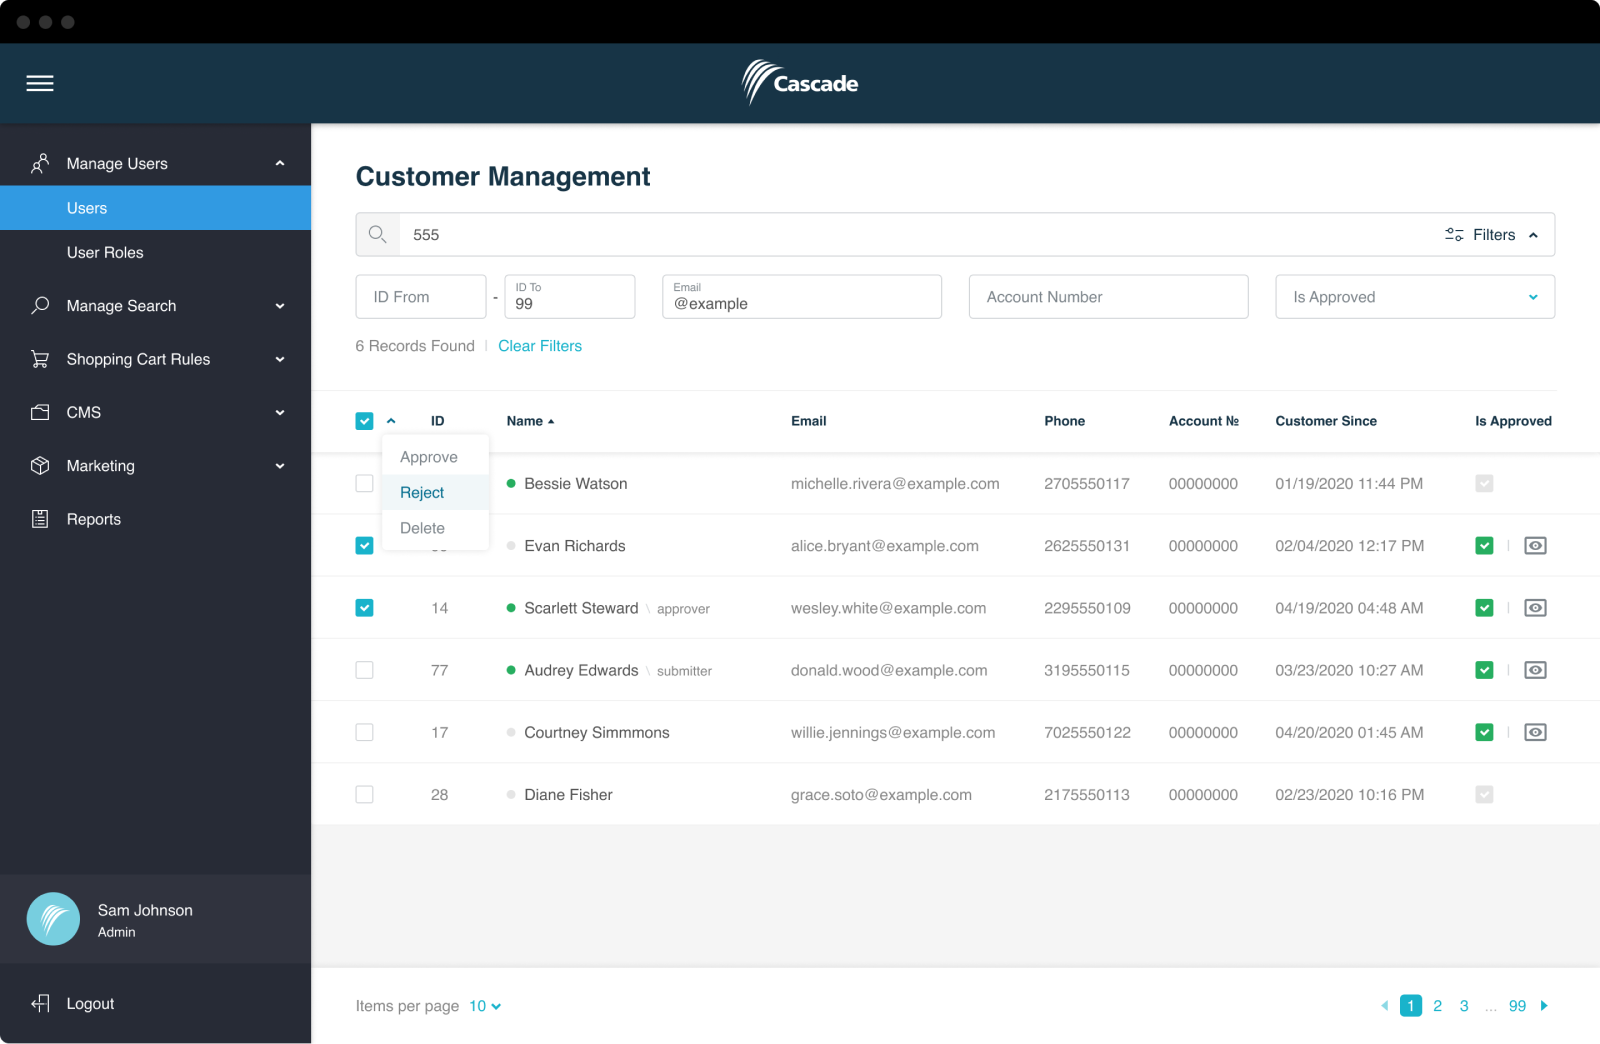 Cascade
Manage Users
Users
User Roles
Manage Search
Shopping Cart Rules
CMS
Marketing
Reports
Sam Johnson
Admin
Logout
Customer Management
555 Filters
ID From - ID To 99 Email @example Account Number Is Approved
6 Records Found | Clear Filters
ID Name Email Phone Account № Customer Since Is Approved
Approve
Reject
Delete
Bessie Watson michelle.rivera@example.com 2705550117 00000000 01/19/2020 11:44 PM
Evan Richards alice.bryant@example.com 2625550131 00000000 02/04/2020 12:17 PM
14 Scarlett Steward \ approver wesley.white@example.com 2295550109 00000000 04/19/2020 04:48 AM
77 Audrey Edwards \ submitter donald.wood@example.com 3195550115 00000000 03/23/2020 10:27 AM
17 Courtney Simmmons willie.jennings@example.com 7025550122 00000000 04/20/2020 01:45 AM
28 Diane Fisher grace.soto@example.com 2175550113 00000000 02/23/2020 10:16 PM
Items per page 10
1 2 3 ... 99